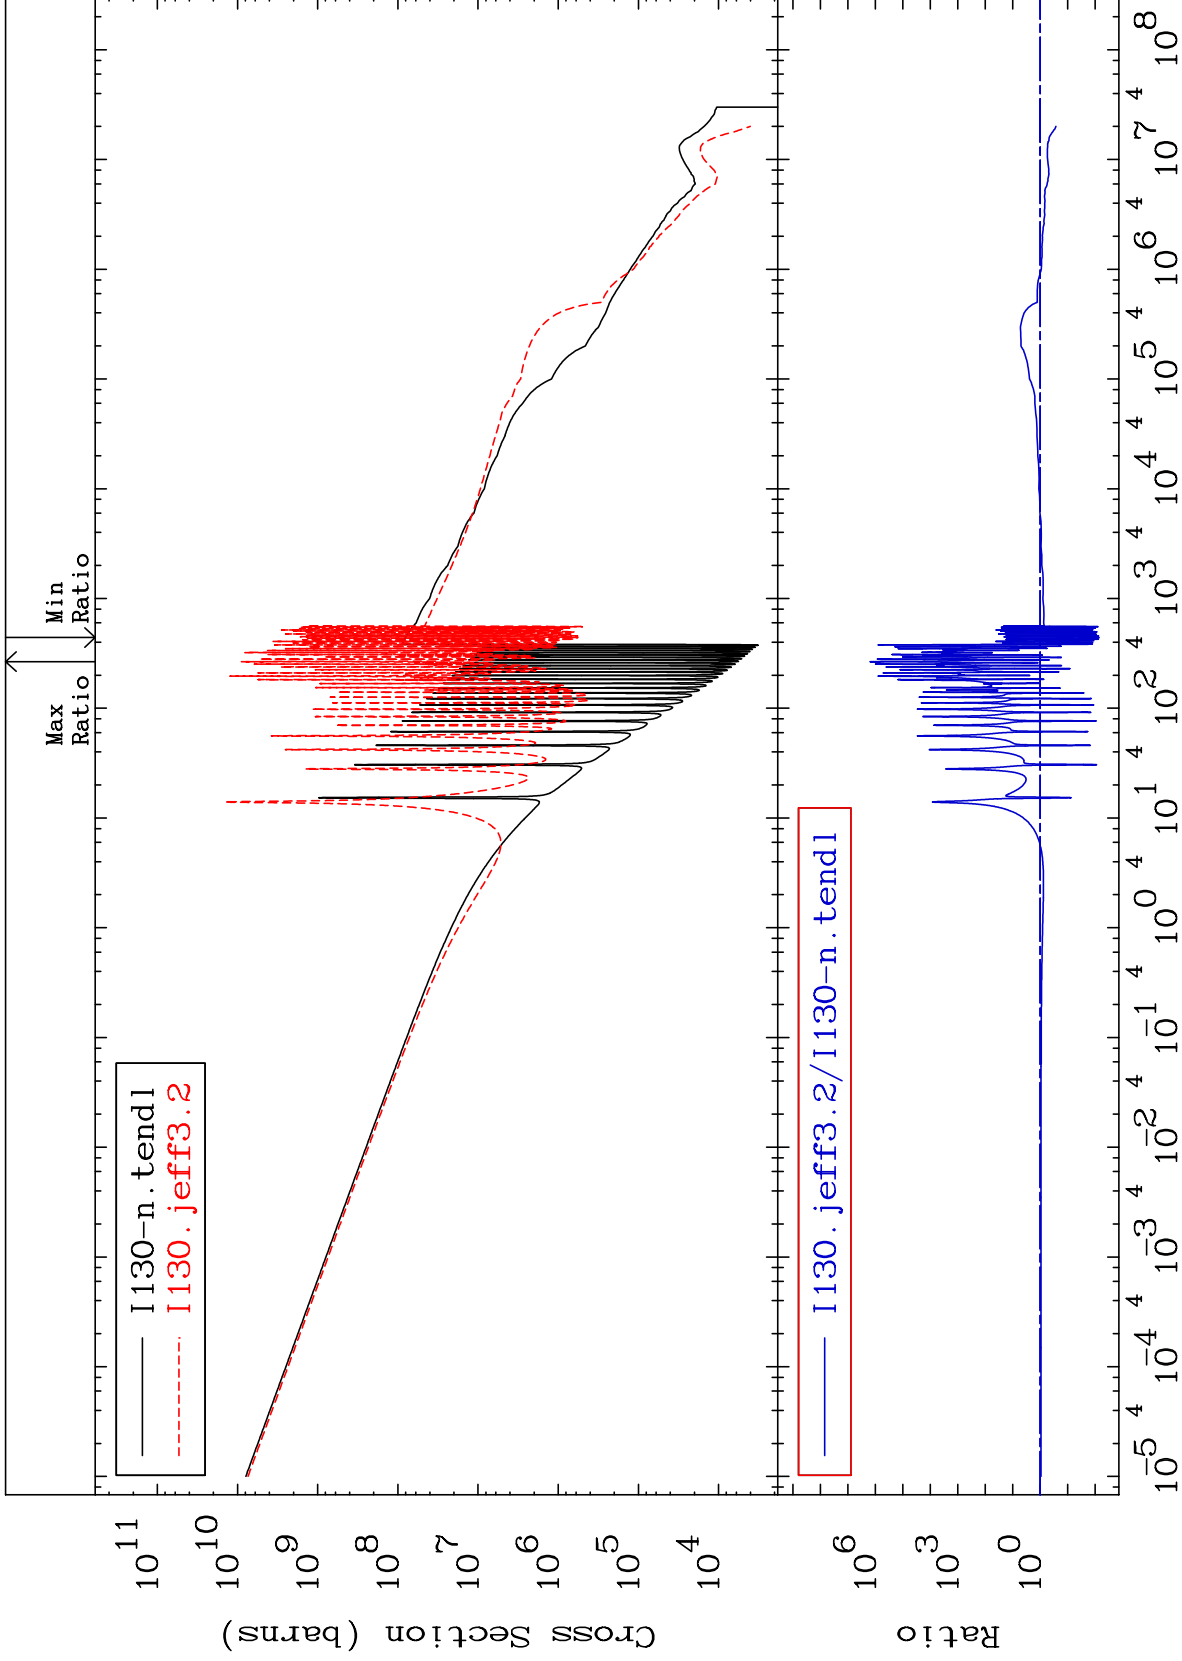 Max
Ratio
Min
Ratio
I130-n.tendl
I130.jeff3.2
10^11
10^10
10^9
10^8
10^7
10^6
10^5
10^4
Cross Section (barns)
I130.jeff3.2/I130-n.tendl
10^6
10^3
10^0
Ratio
10^-5 4 10^-4 4 10^-3 4 10^-2 4 10^-1 4 10^0 4 10^1 4 10^2 4 10^3 4 10^4 4 10^5 4 10^6 4 10^7 4 10^8